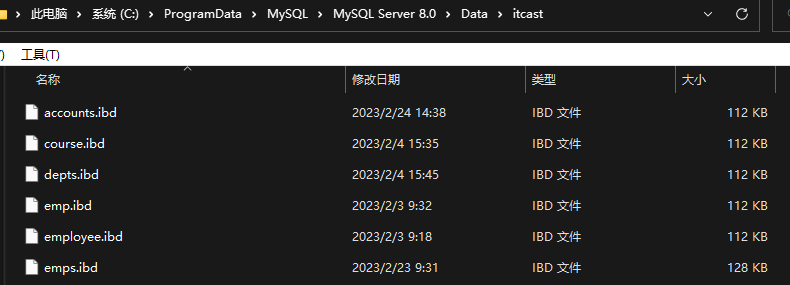 此电脑 › 系统 (C:) › ProgramData › MySQL › MySQL Server 8.0 › Data › itcast
工具(T)
名称 修改日期 类型 大小
accounts.ibd 2023/2/24 14:38 IBD 文件 112 KB
course.ibd 2023/2/4 15:35 IBD 文件 112 KB
depts.ibd 2023/2/4 15:45 IBD 文件 112 KB
emp.ibd 2023/2/3 9:32 IBD 文件 112 KB
employee.ibd 2023/2/3 9:18 IBD 文件 112 KB
emps.ibd 2023/2/23 9:31 IBD 文件 128 KB